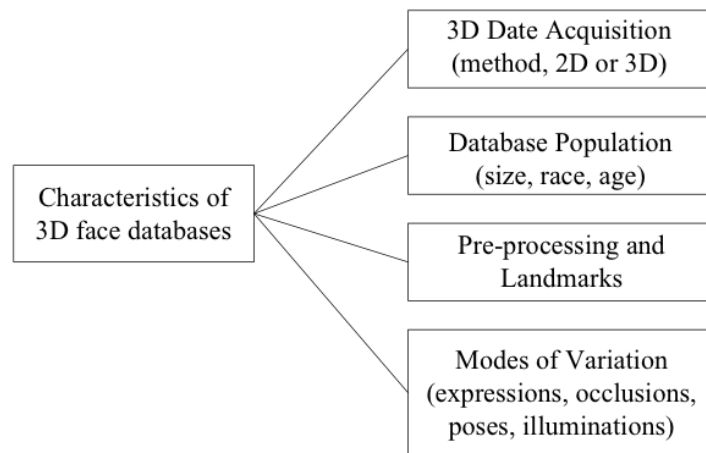 3D Date Acquisition
(method, 2D or 3D)
Database Population
(size, race, age)
Characteristics of
3D face databases
Pre-processing and
Landmarks
Modes of Variation
(expressions, occlusions,
poses, illuminations)